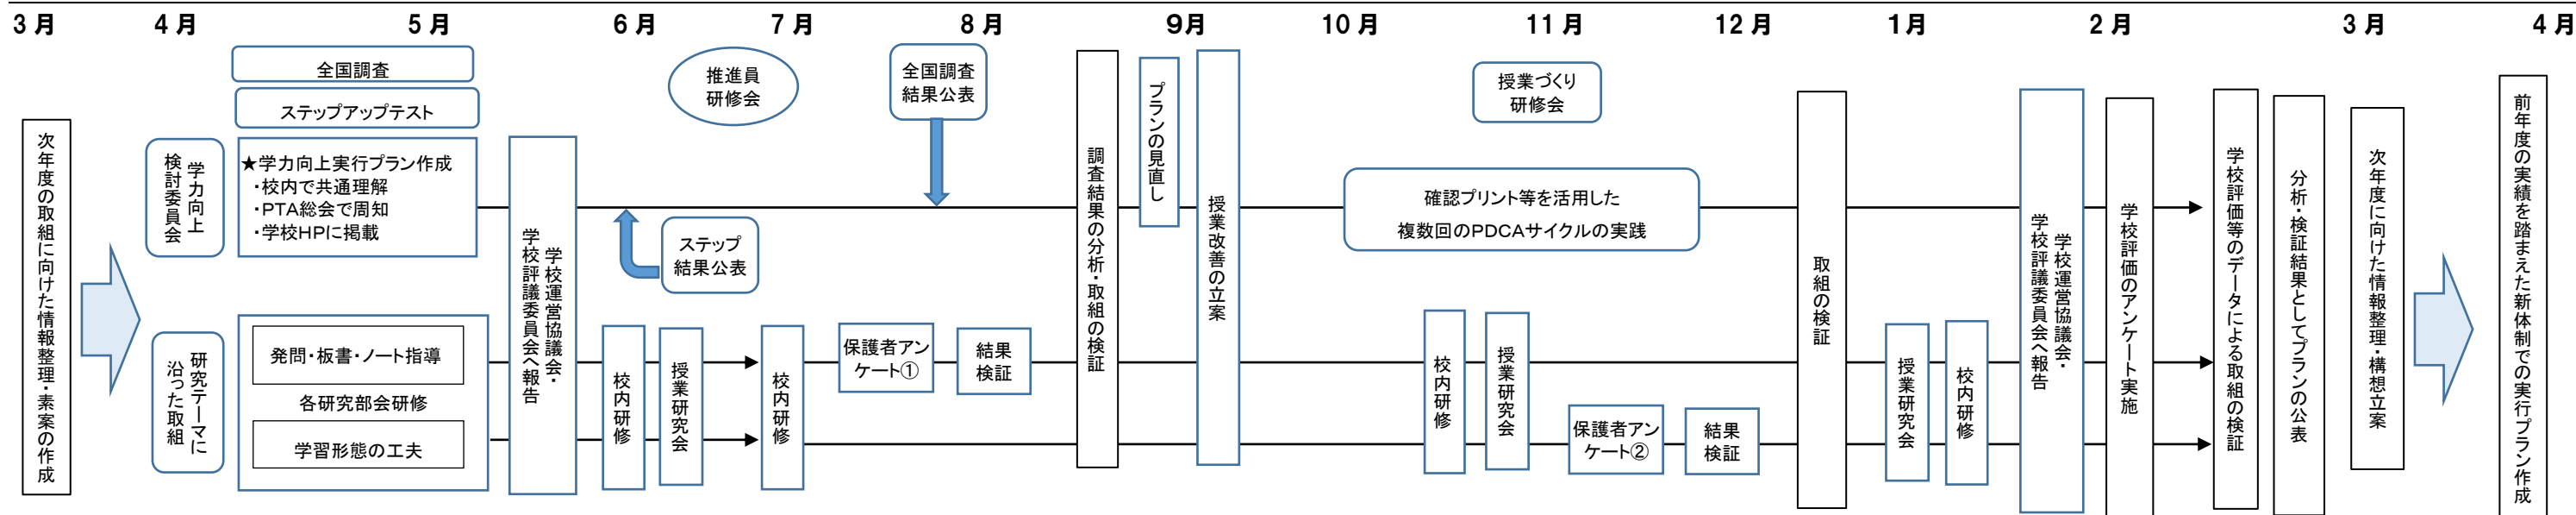 3月
4月
5月
6月
7月
8月
9月
10月
11月
12月
1月
2月
3月
4月
次年度の取組に向けた情報整理・素案の作成
学力向上
検討委員会
研究テーマに
沿った取組
全国調査
ステップアップテスト
★学力向上実行プラン作成
・校内で共通理解
・PTA総会で周知
・学校HPに掲載
発問・板書・ノート指導
各研究部会研修
学習形態の工夫
学校運営協議会・
学校評議委員会へ報告
ステップ
結果公表
校内研修
授業研究会
推進員
研修会
校内研修
保護者アン
ケート①
結果
検証
全国調査
結果公表
調査結果の分析・取組の検証
プランの見直し
授業改善の立案
授業づくり
研修会
確認プリント等を活用した
複数回のPDCAサイクルの実践
校内研修
授業研究会
保護者アン
ケート②
結果
検証
取組の検証
授業研究会
校内研修
学校運営協議会・
学校評議委員会へ報告
学校評価のアンケート実施
学校評価等のデータによる取組の検証
分析・検証結果としてプランの公表
次年度に向けた情報整理・構想立案
前年度の実績を踏まえた新体制での実行プラン作成